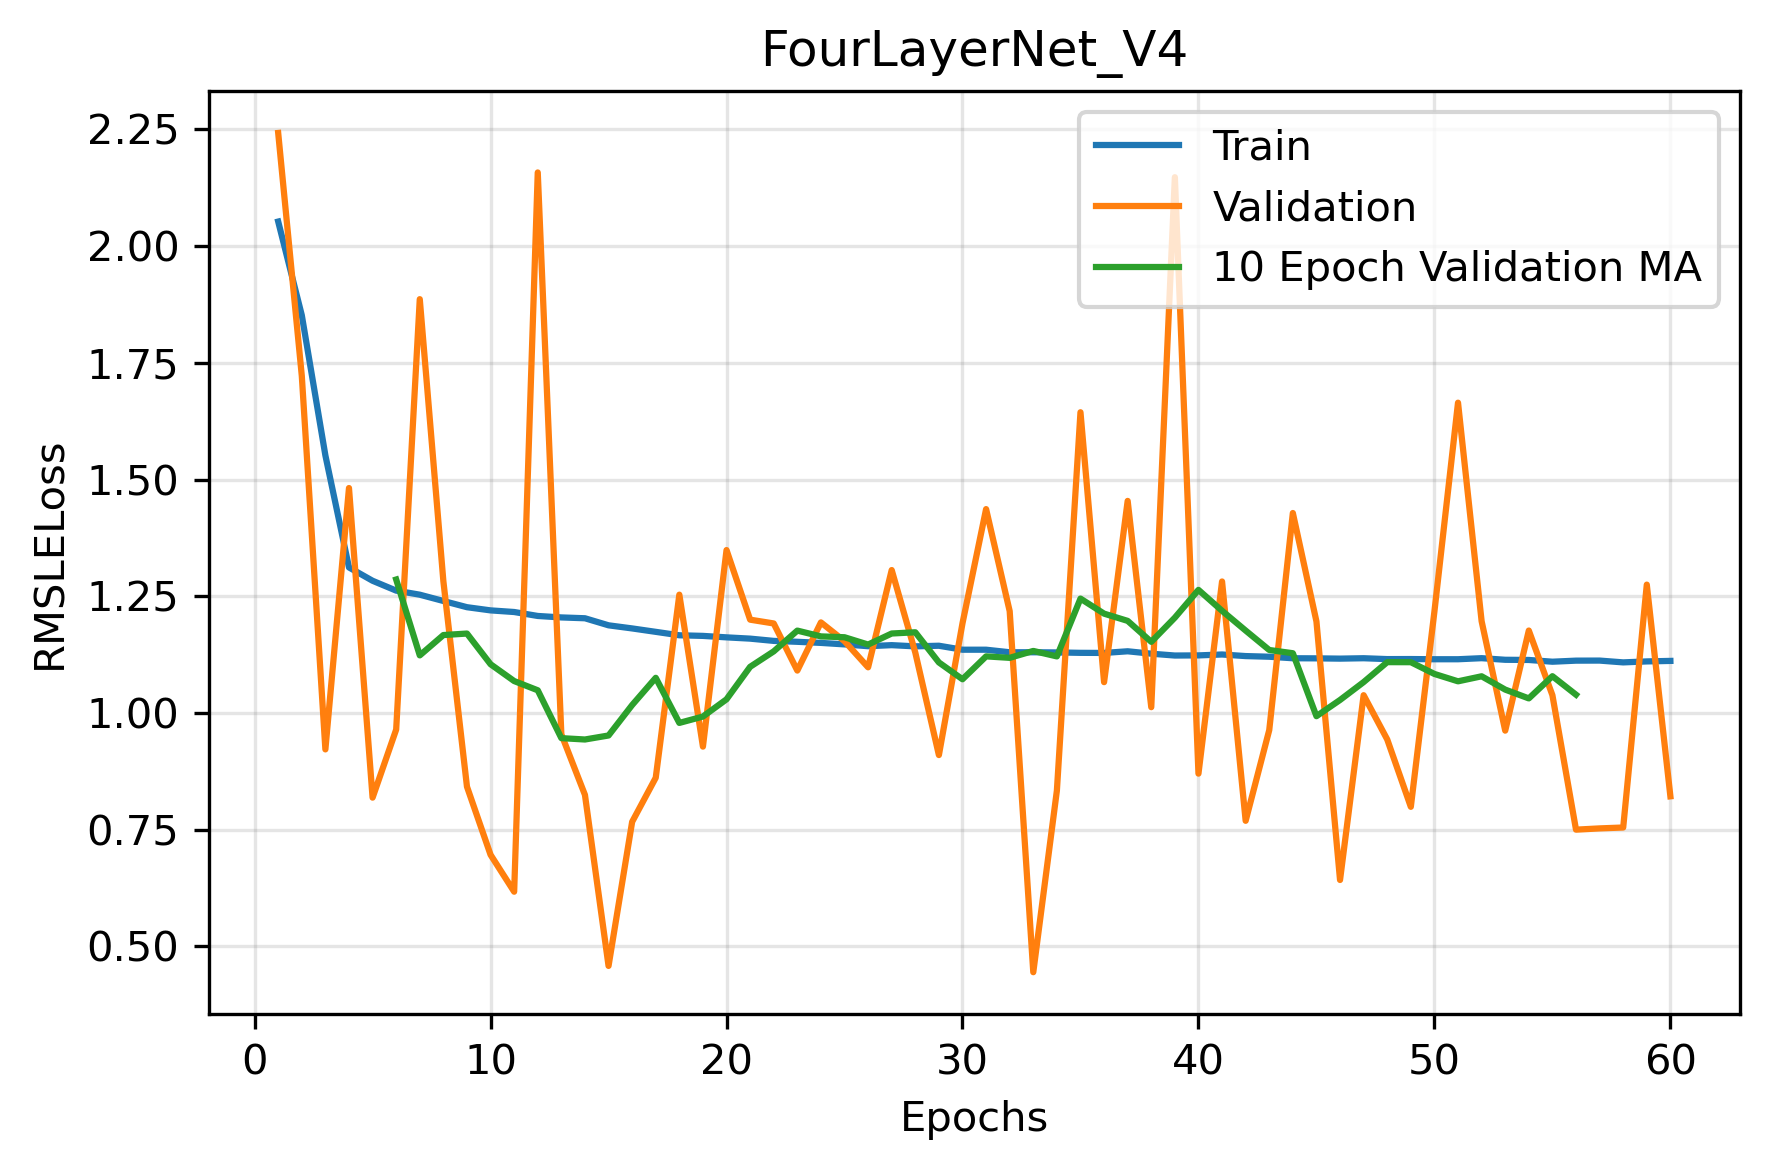 FourLayerNet_V4
2.25
2.00
1.75
1.50
1.25
1.00
0.75
0.50
RMSLELoss
Train
Validation
10 Epoch Validation MA
0 10 20 30 40 50 60
Epochs